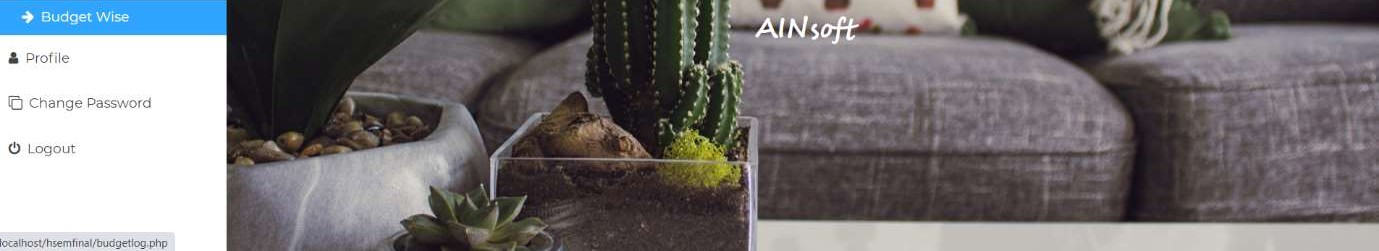 Budget Wise
AINsoft
Profile
Change Password
Logout
localhost/hsemfinal/budgetlog.php